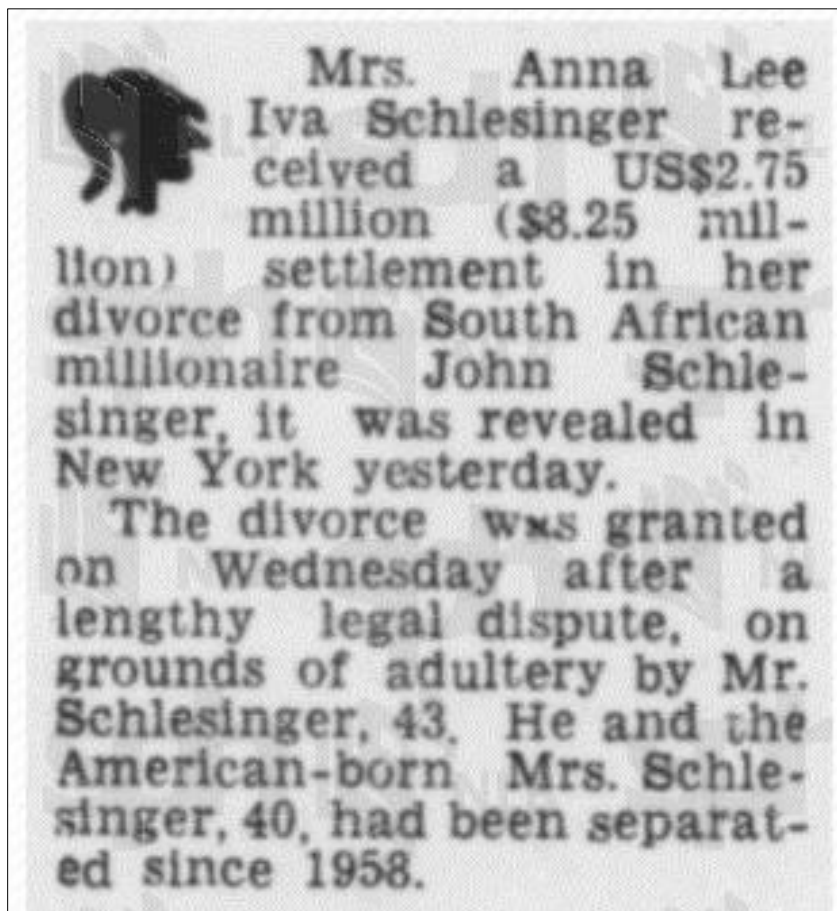 Mrs. Anna Lee
Iva Schlesinger re-
ceived a US$2.75
million ($8.25 mil-
lion) settlement in her
divorce from South African
millionaire John Schle-
singer, it was revealed in
New York yesterday.
The divorce was granted
on Wednesday after a
lengthy legal dispute, on
grounds of adultery by Mr.
Schlesinger, 43. He and the
American-born Mrs. Schle-
singer, 40, had been separat-
ed since 1958.